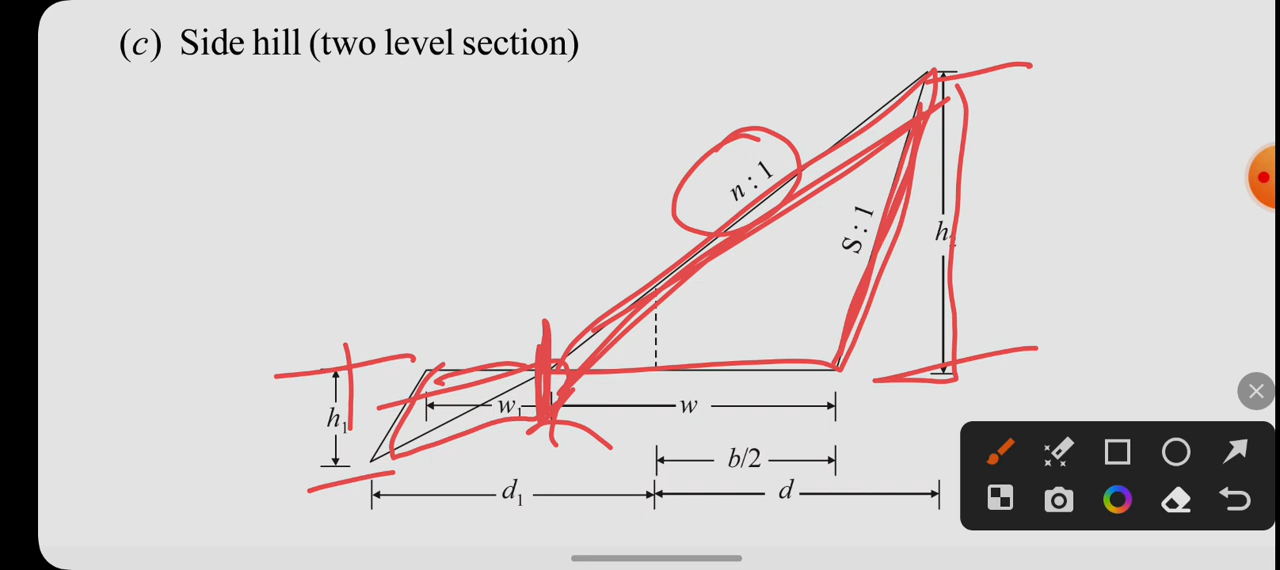 (c) Side hill (two level section)
n : 1
S : 1
h
h₁
w₁
w
b/2
d₁
d